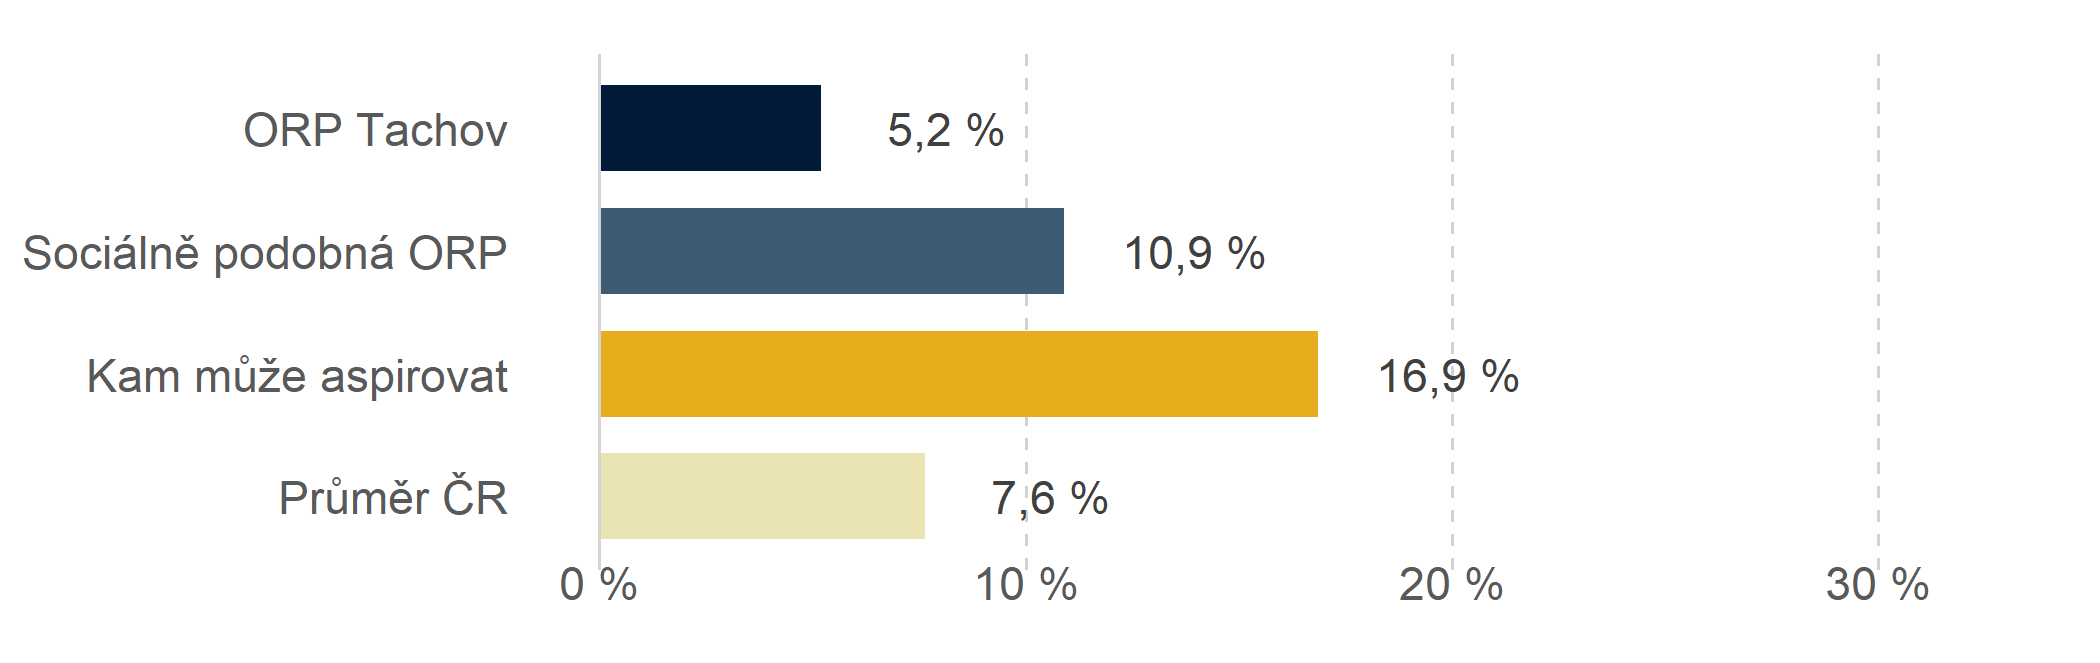 ORP Tachov
5,2 %
Sociálně podobná ORP
10,9 %
Kam může aspirovat
16,9 %
Průměr ČR
7,6 %
0 %
10 %
20 %
30 %